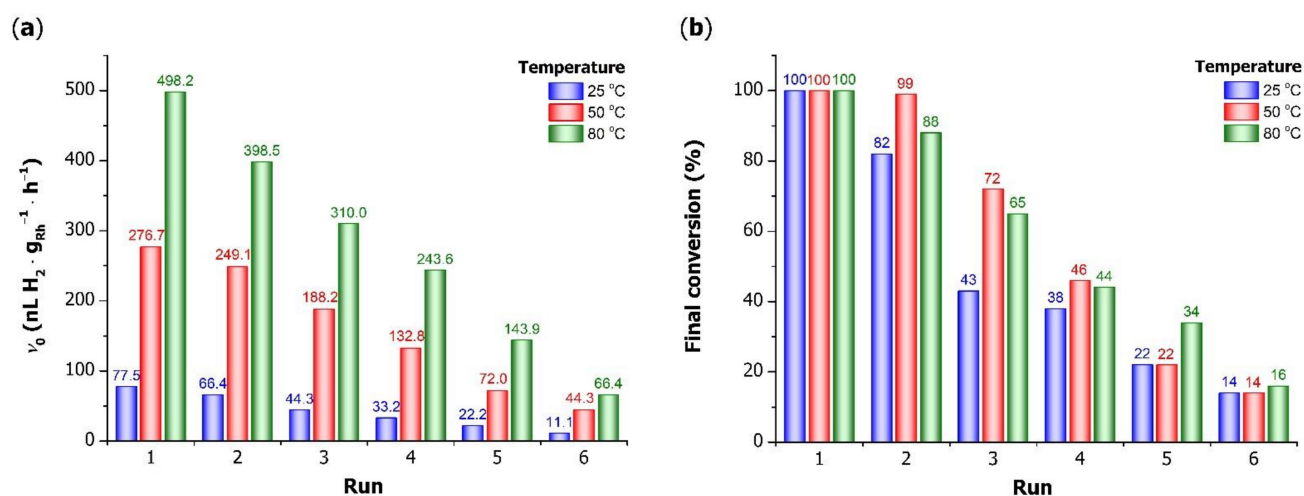 (a)
Temperature
25 °C
50 °C
80 °C
ν₀ (nL H₂ · gRh⁻¹ · h⁻¹)
500
400
300
200
100
0
77.5 276.7 498.2
66.4 249.1 398.5
44.3 188.2 310.0
33.2 132.8 243.6
22.2 72.0 143.9
11.1 44.3 66.4
1 2 3 4 5 6
Run
(b)
Temperature
25 °C
50 °C
80 °C
Final conversion (%)
100
80
60
40
20
0
100 100 100
82 99 88
43 72 65
38 46 44
22 22 34
14 14 16
1 2 3 4 5 6
Run